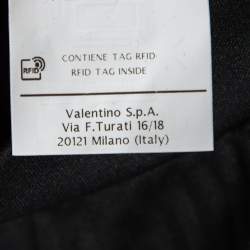 CONTIENE TAG RFID
RFID
RFID TAG INSIDE
Valentino S.p.A.
Via F.Turati 16/18
20121 Milano (Italy)